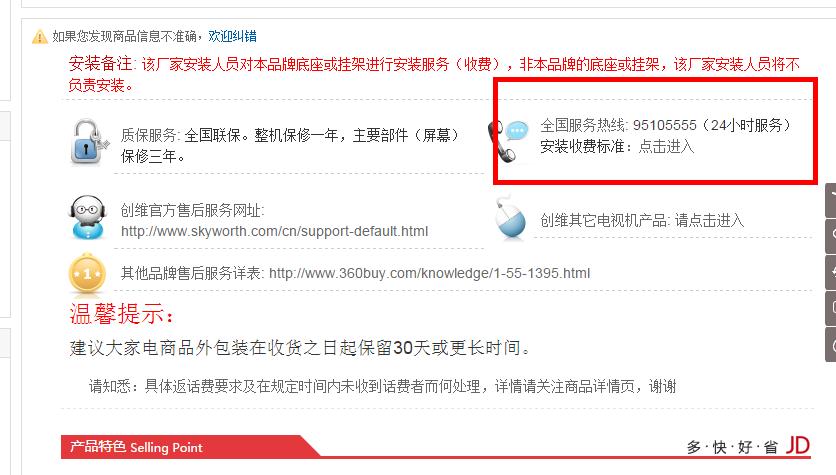 如果您发现商品信息不准确，欢迎纠错
安装备注: 该厂家安装人员对本品牌底座或挂架进行安装服务（收费），非本品牌的底座或挂架，该厂家安装人员将不
负责安装。
质保服务: 全国联保。整机保修一年，主要部件（屏幕）
保修三年。
全国服务热线: 95105555（24小时服务）
安装收费标准：点击进入
创维官方售后服务网址:
http://www.skyworth.com/cn/support-default.html
创维其它电视机产品: 请点击进入
1
其他品牌售后服务详表: http://www.360buy.com/knowledge/1-55-1395.html
温馨提示：
建议大家电商品外包装在收货之日起保留30天或更长时间。
请知悉：具体返话费要求及在规定时间内未收到话费者而何处理，详情请关注商品详情页，谢谢
产品特色 Selling Point
多·快·好·省 JD